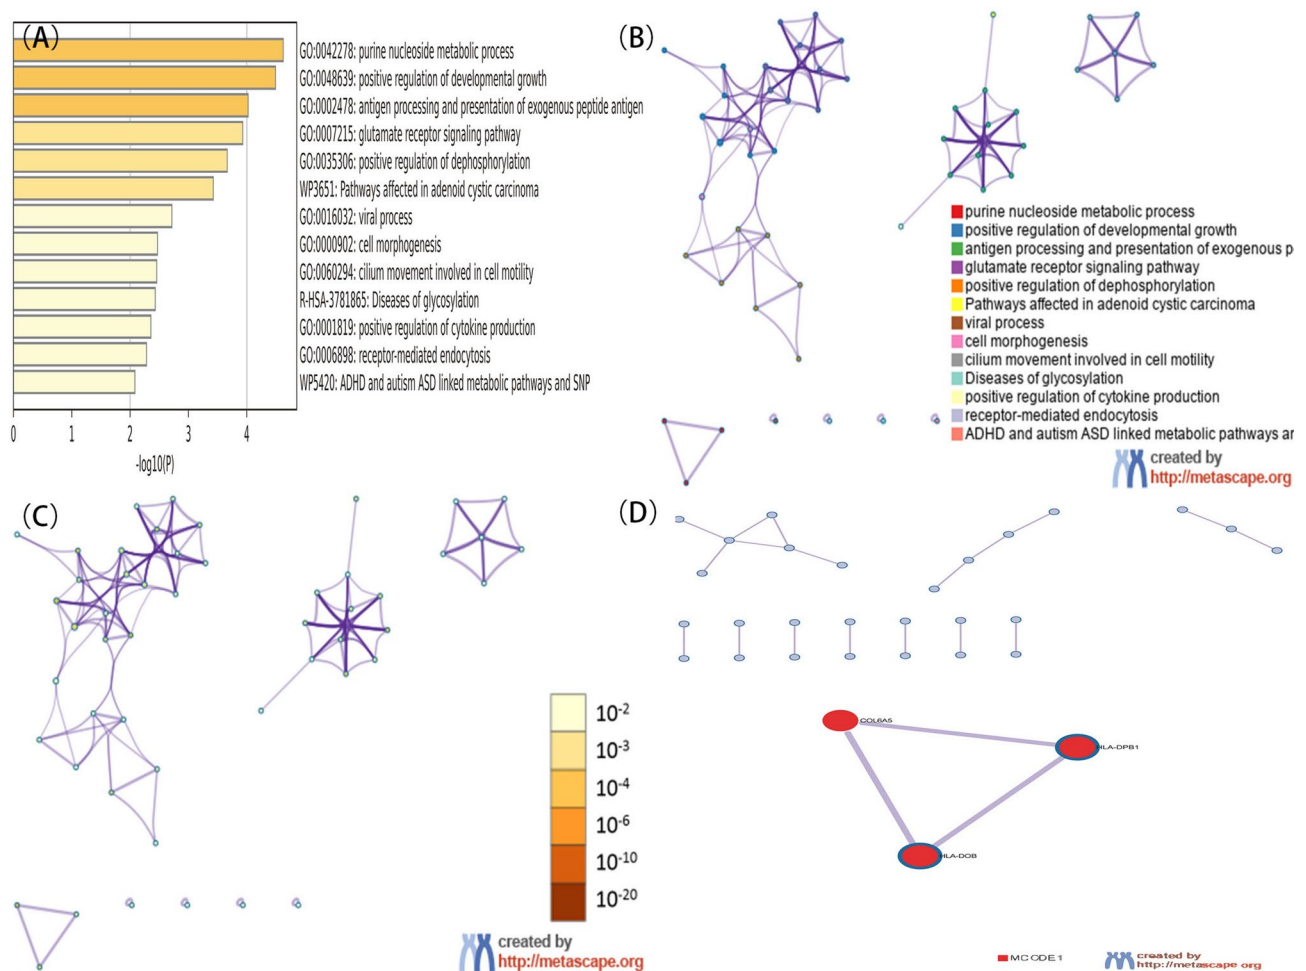 (A)
GO:0042278: purine nucleoside metabolic process
GO:0048639: positive regulation of developmental growth
GO:0002478: antigen processing and presentation of exogenous peptide antigen
GO:0007215: glutamate receptor signaling pathway
GO:0035306: positive regulation of dephosphorylation
WP3651: Pathways affected in adenoid cystic carcinoma
GO:0016032: viral process
GO:0000902: cell morphogenesis
GO:0060294: cilium movement involved in cell motility
R-HSA-3781865: Diseases of glycosylation
GO:0001819: positive regulation of cytokine production
GO:0006898: receptor-mediated endocytosis
WP5420: ADHD and autism ASD linked metabolic pathways and SNP
0 1 2 3 4
-log10(P)
(B)
purine nucleoside metabolic process
positive regulation of developmental growth
antigen processing and presentation of exogenous p
glutamate receptor signaling pathway
positive regulation of dephosphorylation
Pathways affected in adenoid cystic carcinoma
viral process
cell morphogenesis
cilium movement involved in cell motility
Diseases of glycosylation
positive regulation of cytokine production
receptor-mediated endocytosis
ADHD and autism ASD linked metabolic pathways ar
created by
http://metascape.org
(C)
10-2
10-3
10-4
10-6
10-10
10-20
created by
http://metascape.org
(D)
COL6A5
HLA-DPB1
HLA-DOB
MCODE1
created by
http://metascape.org